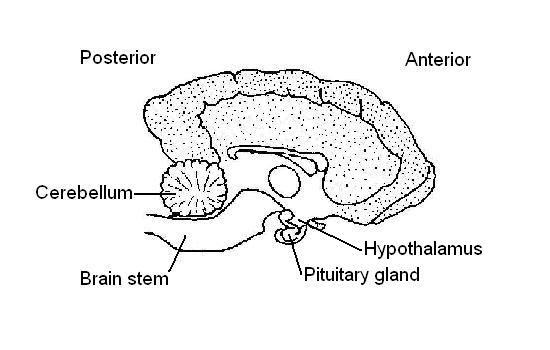 Posterior
Anterior
Cerebellum
Hypothalamus
Pituitary gland
Brain stem